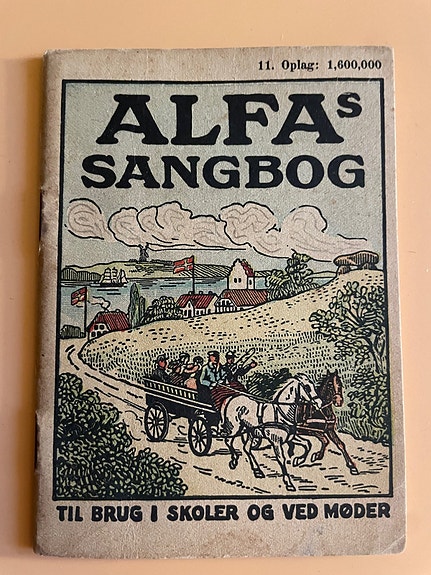 11. Oplag: 1,600,000
ALFAs
SANGBOG
TIL BRUG I SKOLER OG VED MØDER